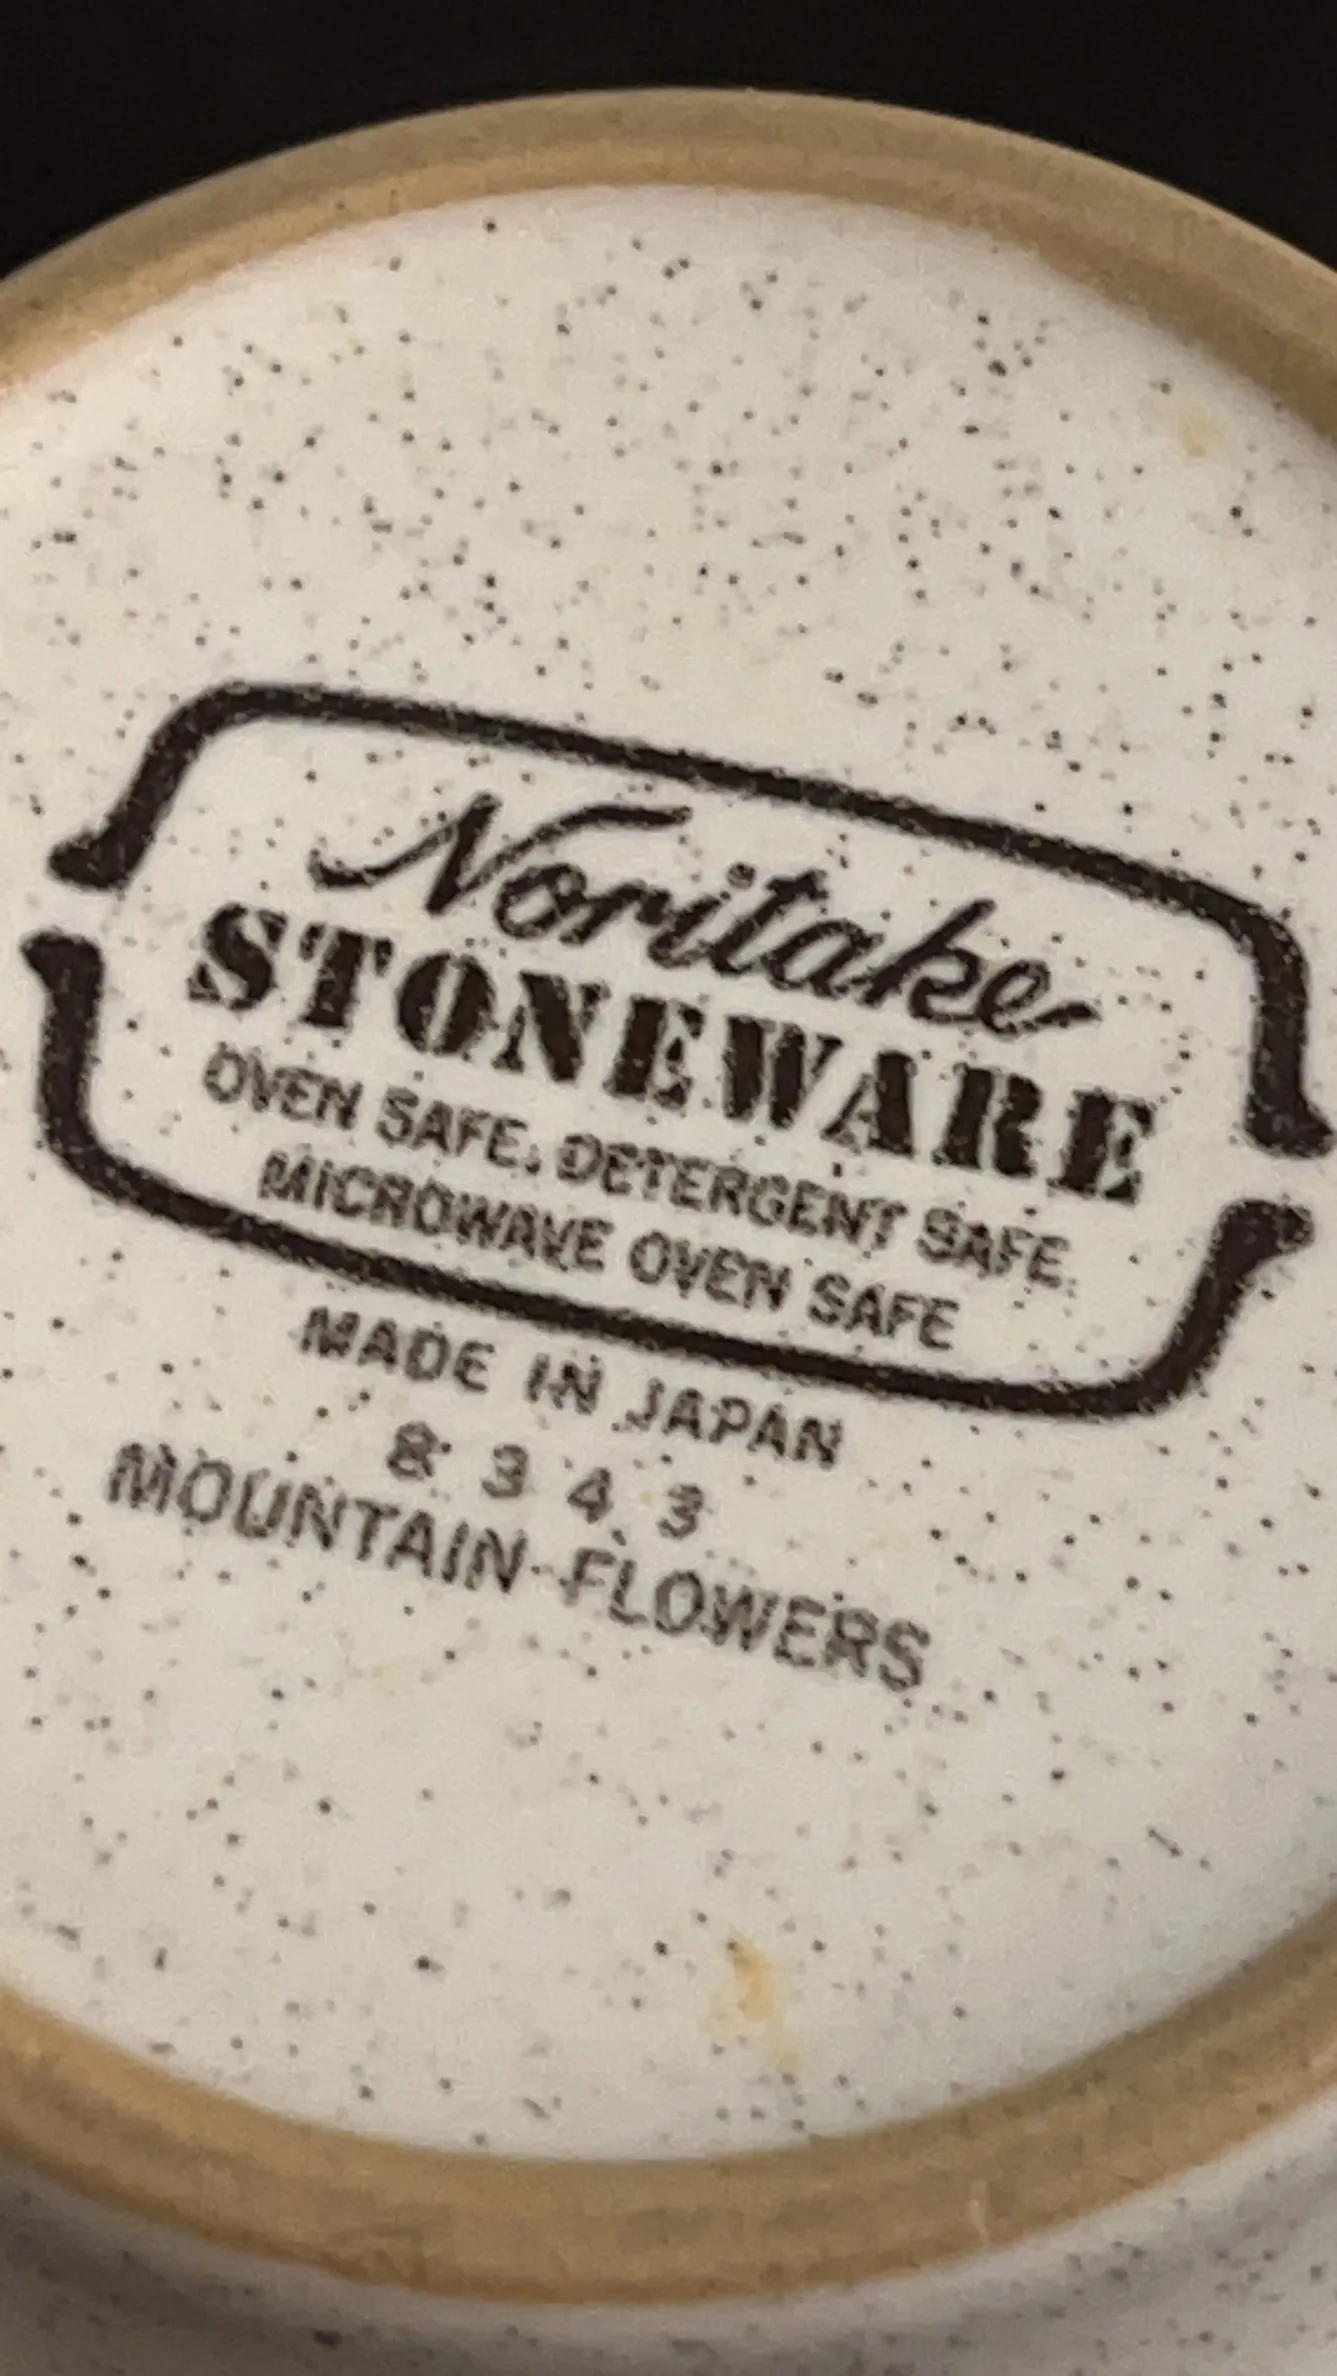 Noritake
STONEWARE
OVEN SAFE, DETERGENT SAFE,
MICROWAVE OVEN SAFE
MADE IN JAPAN
8343
MOUNTAIN FLOWERS